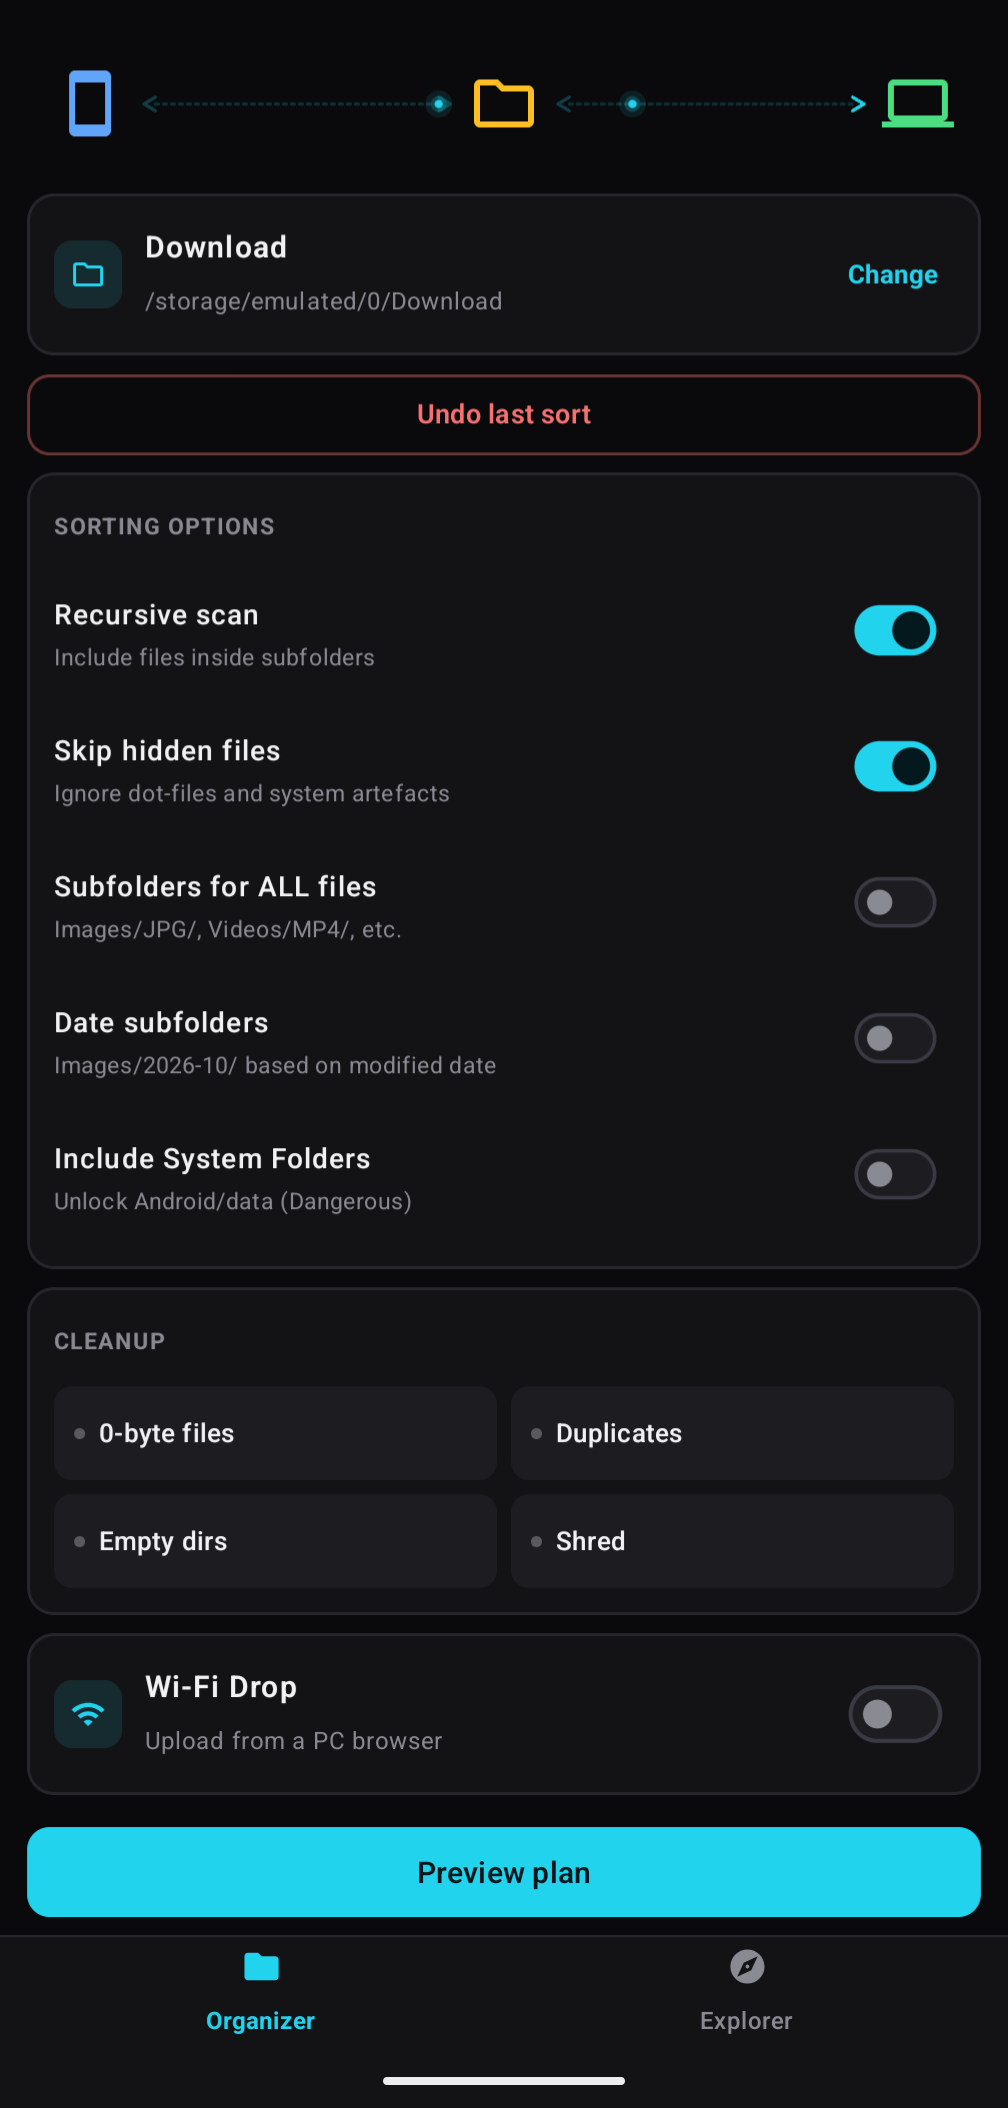 Download
/storage/emulated/0/Download
Change
Undo last sort
SORTING OPTIONS
Recursive scan
Include files inside subfolders
Skip hidden files
Ignore dot-files and system artefacts
Subfolders for ALL files
Images/JPG/, Videos/MP4/, etc.
Date subfolders
Images/2026-10/ based on modified date
Include System Folders
Unlock Android/data (Dangerous)
CLEANUP
0-byte files
Duplicates
Empty dirs
Shred
Wi-Fi Drop
Upload from a PC browser
Preview plan
Organizer
Explorer